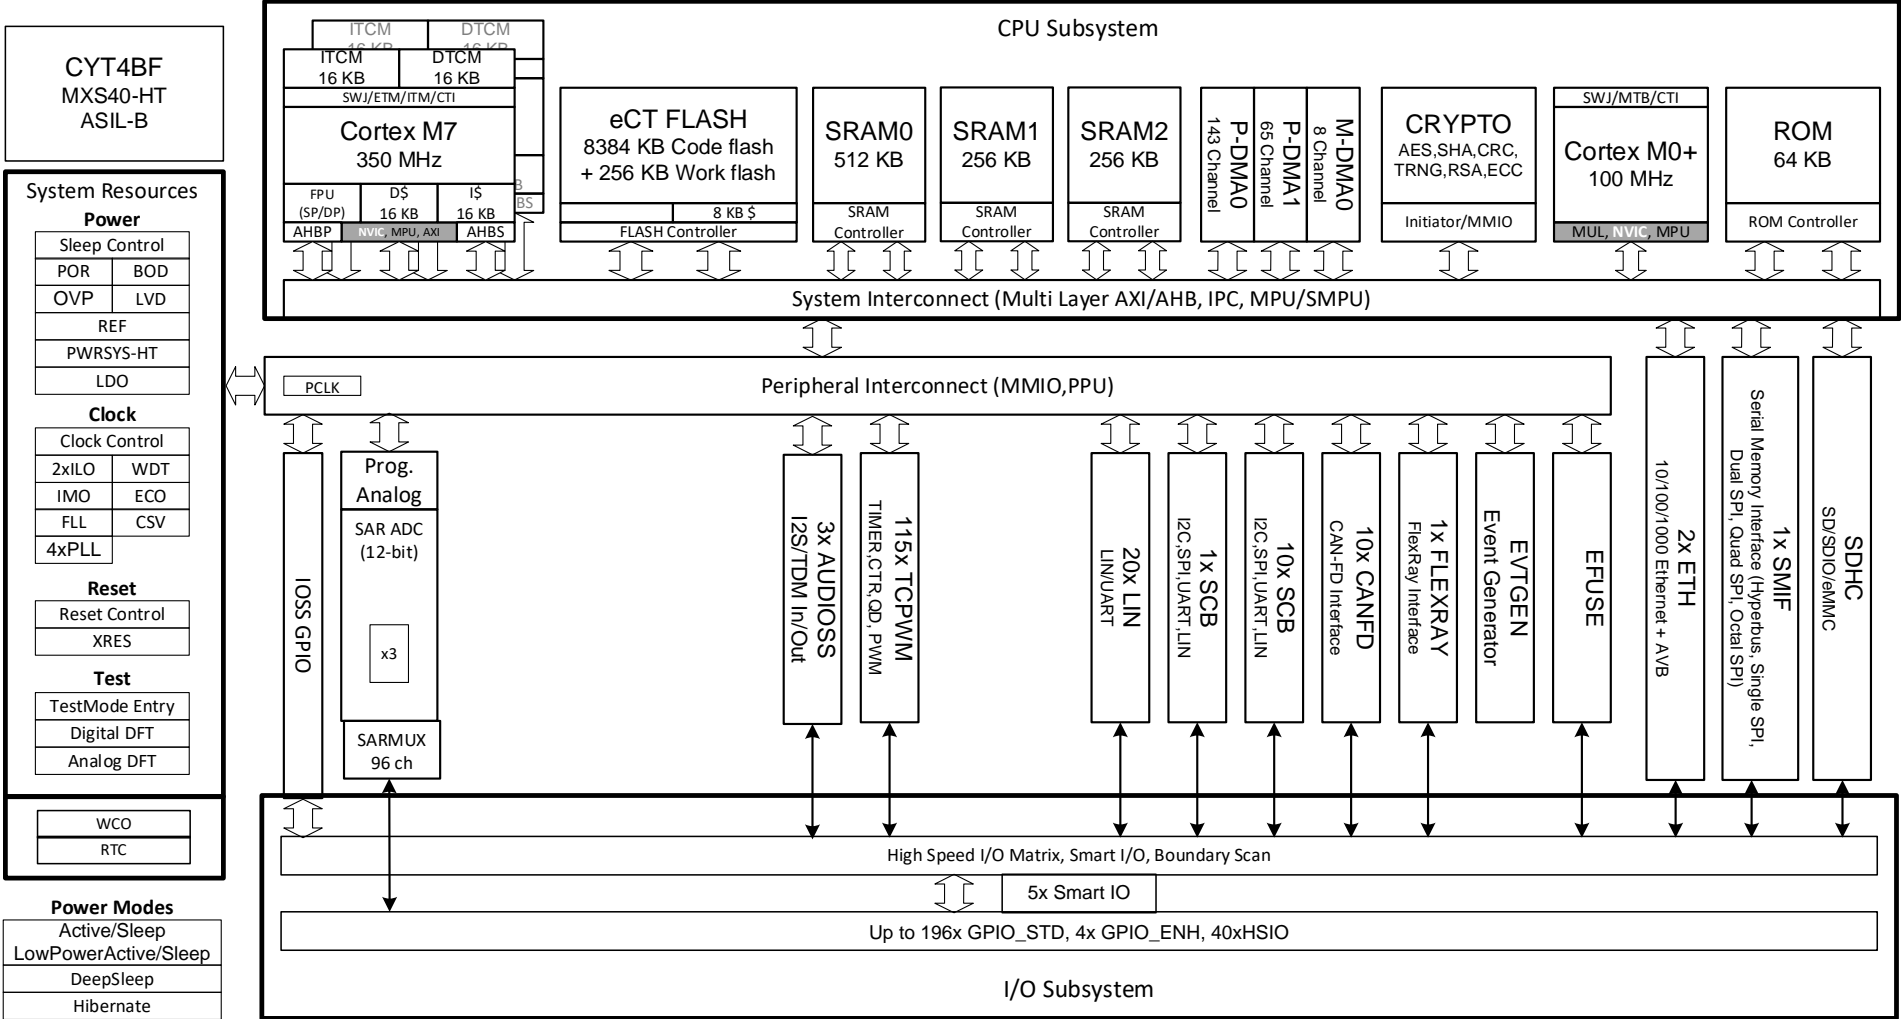 CYT4BF
MXS40-HT
ASIL-B
System Resources
Power
Sleep Control
POR
BOD
OVP
LVD
REF
PWRSYS-HT
LDO
Clock
Clock Control
2xILO
WDT
IMO
ECO
FLL
CSV
4xPLL
Reset
Reset Control
XRES
Test
TestMode Entry
Digital DFT
Analog DFT
WCO
RTC
Power Modes
Active/Sleep
LowPowerActive/Sleep
DeepSleep
Hibernate
CPU Subsystem
ITCM
16 KB
DTCM
16 KB
ITCM
16 KB
DTCM
16 KB
SWJ/ETM/ITM/CTI
Cortex M7
350 MHz
FPU
(SP/DP)
D$
16 KB
I$
16 KB
B
BS
AHBP
NVIC, MPU, AXI
AHBS
eCT FLASH
8384 KB Code flash
+ 256 KB Work flash
8 KB $
FLASH Controller
SRAM0
512 KB
SRAM
Controller
SRAM1
256 KB
SRAM
Controller
SRAM2
256 KB
SRAM
Controller
P-DMA0
143 Channel
P-DMA1
65 Channel
M-DMA0
8 Channel
CRYPTO
AES,SHA,CRC,
TRNG,RSA,ECC
Initiator/MMIO
SWJ/MTB/CTI
Cortex M0+
100 MHz
MUL, NVIC, MPU
ROM
64 KB
ROM Controller
System Interconnect (Multi Layer AXI/AHB, IPC, MPU/SMPU)
PCLK
Peripheral Interconnect (MMIO,PPU)
IOSS GPIO
Prog.
Analog
SAR ADC
(12-bit)
x3
SARMUX
96 ch
3x AUDIOSS
I2S/TDM In/Out
115x TCPWM
TIMER,CTR,QD, PWM
20x LIN
LIN/UART
1x SCB
I2C,SPI,UART,LIN
10x SCB
I2C,SPI,UART,LIN
10x CANFD
CAN-FD Interface
1x FLEXRAY
FlexRay Interface
EVTGEN
Event Generator
EFUSE
2x ETH
10/100/1000 Ethernet + AVB
1x SMIF
Serial Memory Interface (Hyperbus, Single SPI,
Dual SPI, Quad SPI, Octal SPI)
SDHC
SD/SDIO/eMMC
High Speed I/O Matrix, Smart I/O, Boundary Scan
5x Smart IO
Up to 196x GPIO_STD, 4x GPIO_ENH, 40xHSIO
I/O Subsystem